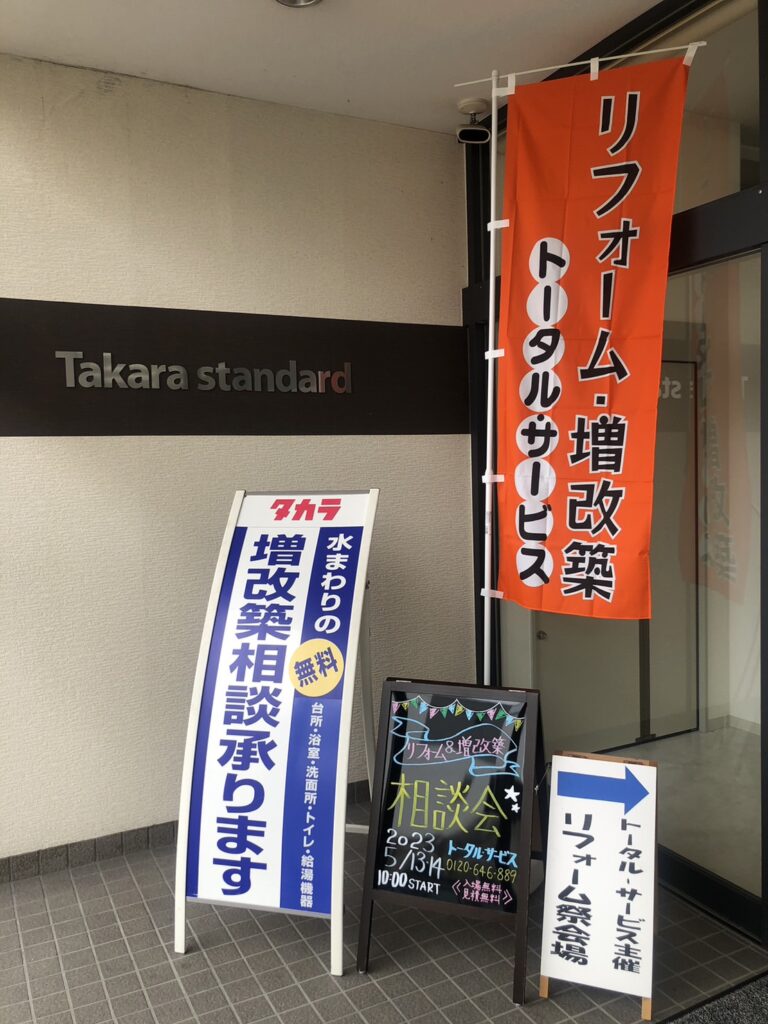 Takara standard
リフォーム・増改築
トータル・サービス
タカラ
水まわりの
増改築相談承ります
無料
台所・浴室・洗面所・トイレ・給湯機器
リフォーム&増改築
相談会
2023
5/13・14
10:00 START
トータル・サービス
0120-646-889
入場無料
見積無料
トータル・サービス主催
リフォーム祭会場